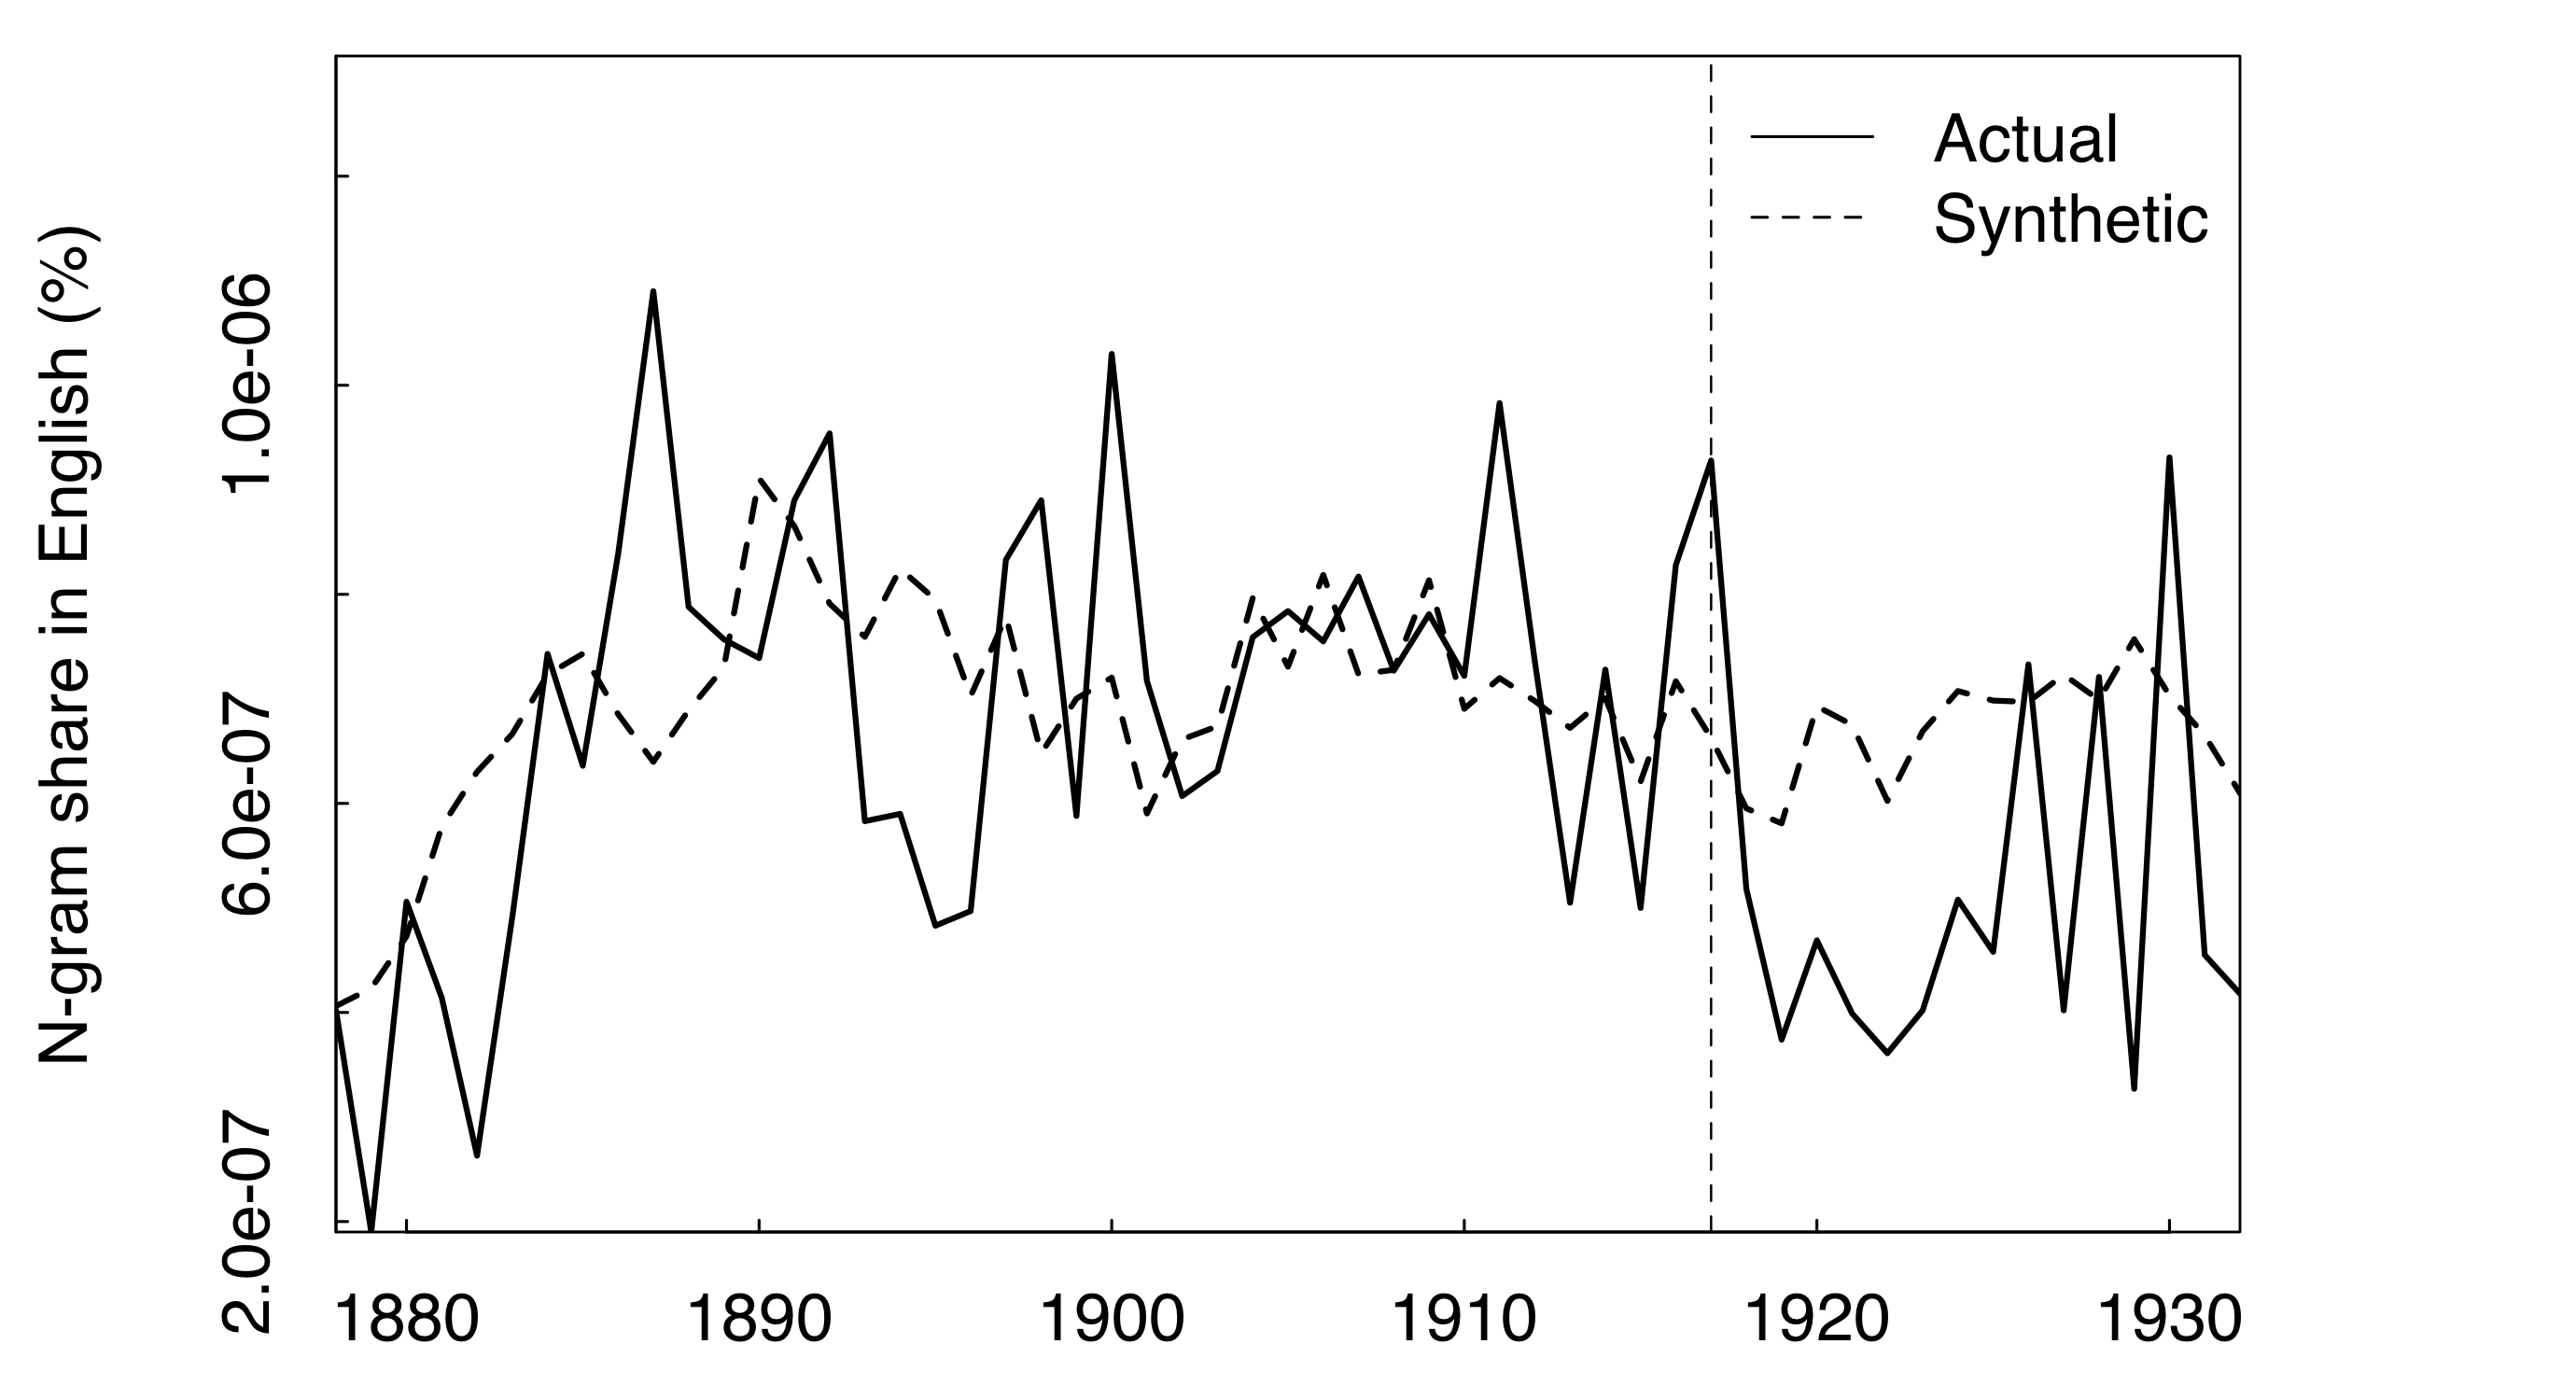 N-gram share in English (%)
1.0e-06
6.0e-07
2.0e-07
Actual
Synthetic
1880 1890 1900 1910 1920 1930